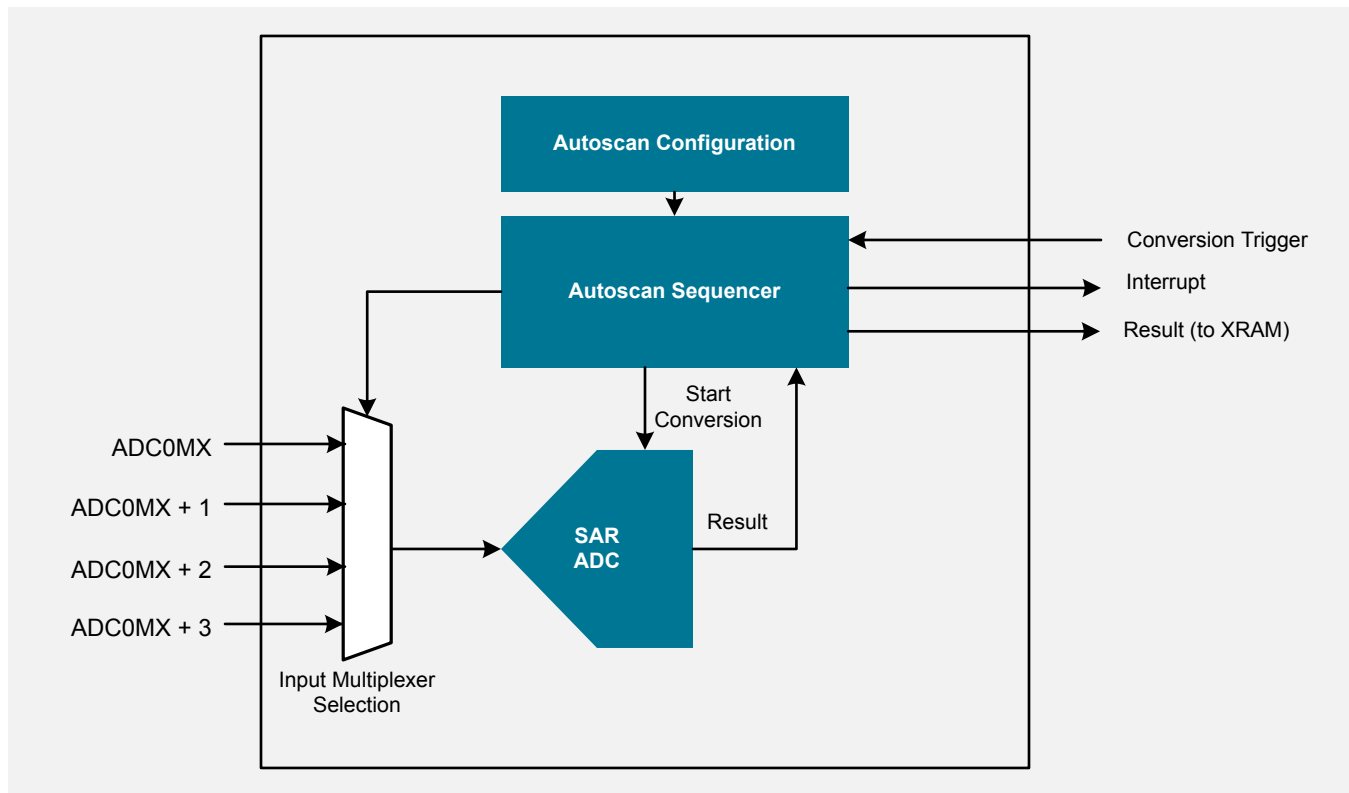 Autoscan Configuration
Autoscan Sequencer
Conversion Trigger
Interrupt
Result (to XRAM)
Start
Conversion
ADC0MX
ADC0MX + 1
ADC0MX + 2
ADC0MX + 3
Result
SAR
ADC
Input Multiplexer
Selection